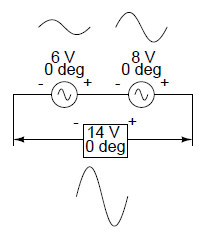 6 V 8 V
0 deg 0 deg
- + - +
- +
14 V
0 deg